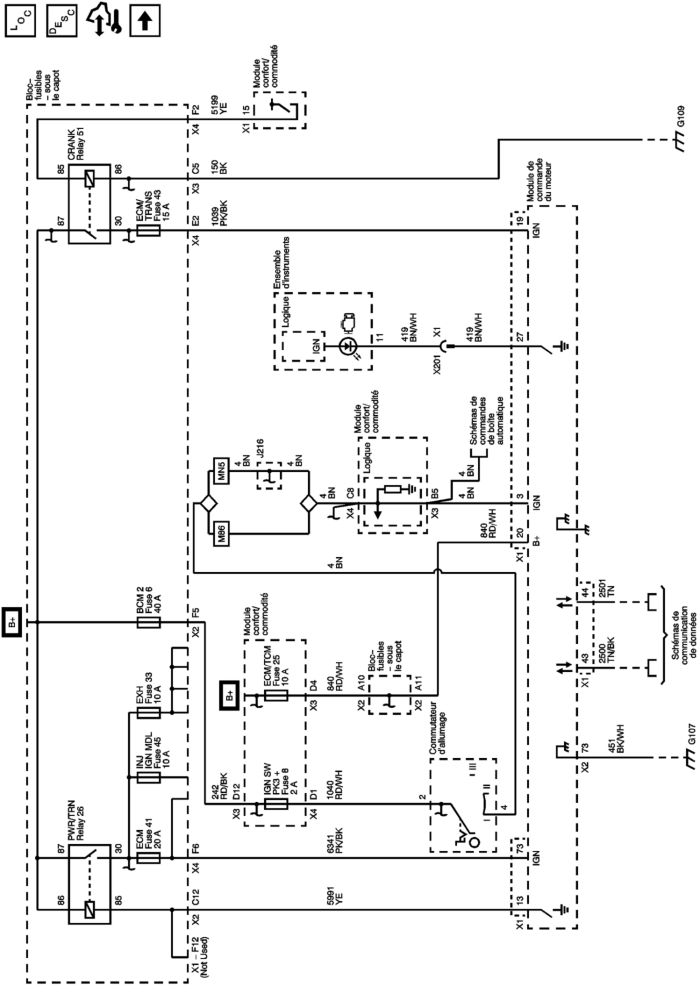 LOC
DESC
Bloc–
fusibles
– sous
le capot
B+
PWR/TRN
Relay 26
86
87
85
30
ECM
Fuse 41
20 A
INJ
IGN MDL
Fuse 45
10 A
EXH
Fuse 33
10 A
BCM 2
Fuse 6
40 A
CRANK
Relay 51
87
85
30
86
ECM/
TRANS
Fuse 43
15 A
X1 – F12
(Not Used)
X2
C12
X4
F6
X2
F5
X4
E2
X3
C5
X4
F2
5991
YE
6341
PK/BK
242
RD/BK
1039
PK/BK
150
BK
5199
YE
X1
15
Module
confort/
commodité
Module
confort/
commodité
X3
D12
IGN SW
PK3 +
Fuse 8
2 A
X4
D1
1040
RD/WH
B+
ECM/TCM
Fuse 25
10 A
X3
D4
840
RD/WH
Bloc–
fusibles
– sous
le capot
X2
A10
X2
A11
Commutateur
d'allumage
2
I
II
III
4
4
BN
M86
MN5
4
BN
J216
4
BN
4
BN
X4
C8
Module
confort/
commodité
Logique
X3
B5
4
BN
4
BN
Schémas de
commandes
de boîte
automatique
840
RD/WH
Ensemble
d'instruments
Logique
IGN
11
419
BN/WH
X201
X1
419
BN/WH
Module de
commande
du moteur
X1
13
73
IGN
X1
20
B+
3
IGN
27
19
IGN
G109
X2
73
451
BK/WH
G107
X1
43
44
2500
TN/BK
2501
TN
Schémas de
communication
de données